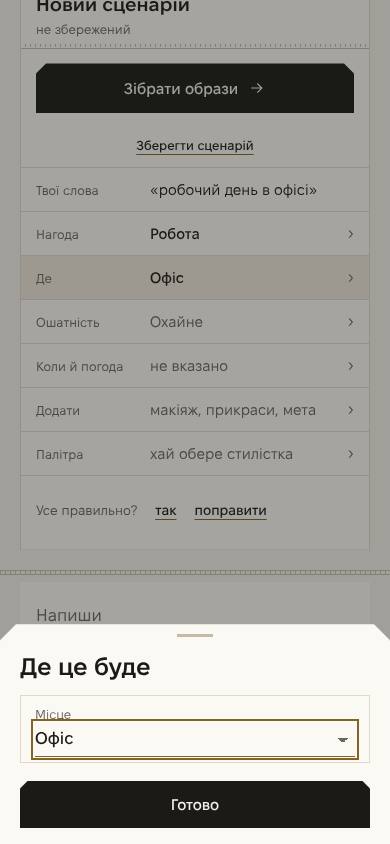 Новий сценарій
не збережений
Зібрати образи →
Зберегти сценарій
Твої слова «робочий день в офісі»
Нагода Робота
Де Офіс
Ошатність Охайне
Коли й погода не вказано
Додати макіяж, прикраси, мета
Палітра хай обере стилістка
Усе правильно? так поправити
Напиши
Де це буде
Місце
Офіс
Готово